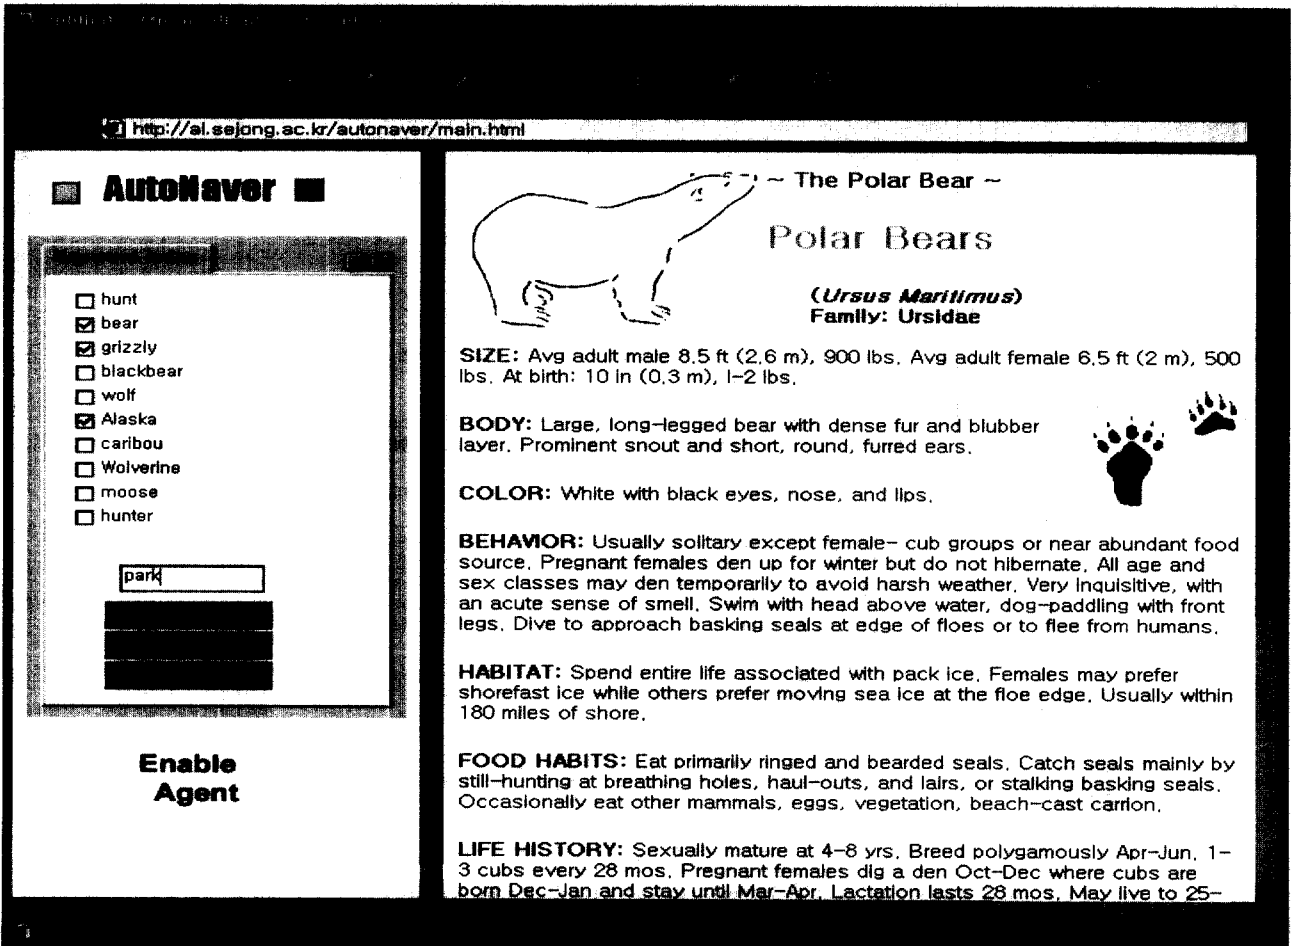 http://ai.sejong.ac.kr/autonaver/main.html
AutoNaver
hunt
bear
grizzly
blackbear
wolf
Alaska
caribou
Wolverine
moose
hunter
park
Enable
Agent
~ The Polar Bear ~
Polar Bears
(Ursus Maritimus)
Family: Ursidae
SIZE: Avg adult male 8.5 ft (2.6 m), 900 lbs. Avg adult female 6.5 ft (2 m), 500
lbs. At birth: 10 in (0.3 m), l-2 lbs.
BODY: Large, long-legged bear with dense fur and blubber
layer. Prominent snout and short, round, furred ears.
COLOR: White with black eyes, nose, and lips.
BEHAVIOR: Usually solitary except female- cub groups or near abundant food
source. Pregnant females den up for winter but do not hibernate. All age and
sex classes may den temporarily to avoid harsh weather. Very inquisitive, with
an acute sense of smell. Swim with head above water, dog-paddling with front
legs. Dive to approach basking seals at edge of floes or to flee from humans.
HABITAT: Spend entire life associated with pack ice. Females may prefer
shorefast ice while others prefer moving sea ice at the floe edge. Usually within
180 miles of shore.
FOOD HABITS: Eat primarily ringed and bearded seals. Catch seals mainly by
still-hunting at breathing holes, haul-outs, and lairs, or stalking basking seals.
Occasionally eat other mammals, eggs, vegetation, beach-cast carrion.
LIFE HISTORY: Sexually mature at 4-8 yrs. Breed polygamously Apr-Jun. 1-
3 cubs every 28 mos. Pregnant females dig a den Oct-Dec where cubs are
born Dec-Jan and stay until Mar-Apr. Lactation lasts 28 mos. May live to 25-